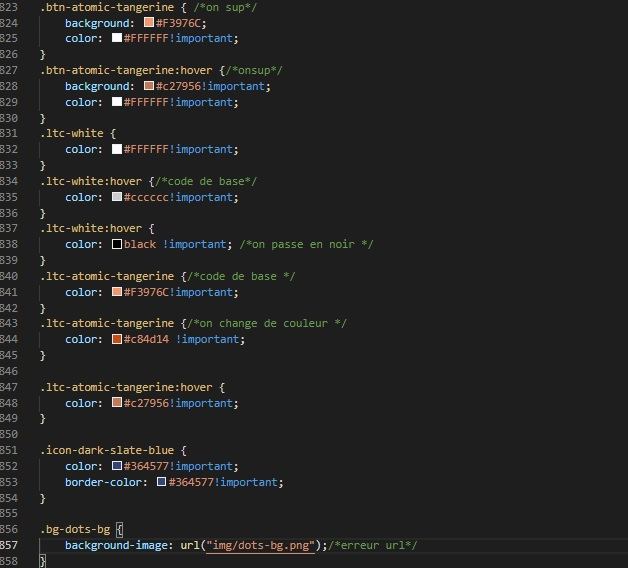 823 .btn-atomic-tangerine { /*on sup*/
824 background: #F3976C;
825 color: #FFFFFF!important;
826 }
827 .btn-atomic-tangerine:hover {/*onsup*/
828 background: #c27956!important;
829 color: #FFFFFF!important;
830 }
831 .ltc-white {
832 color: #FFFFFF!important;
833 }
834 .ltc-white:hover {/*code de base*/
835 color: #cccccc!important;
836 }
837 .ltc-white:hover {
838 color: black !important; /*on passe en noir */
839 }
840 .ltc-atomic-tangerine {/*code de base */
841 color: #F3976C!important;
842 }
843 .ltc-atomic-tangerine {/*on change de couleur */
844 color: #c84d14 !important;
845 }
846
847 .ltc-atomic-tangerine:hover {
848 color: #c27956!important;
849 }
850
851 .icon-dark-slate-blue {
852 color: #364577!important;
853 border-color: #364577!important;
854 }
855
856 .bg-dots-bg {
857 background-image: url("img/dots-bg.png");/*erreur url*/
858 }